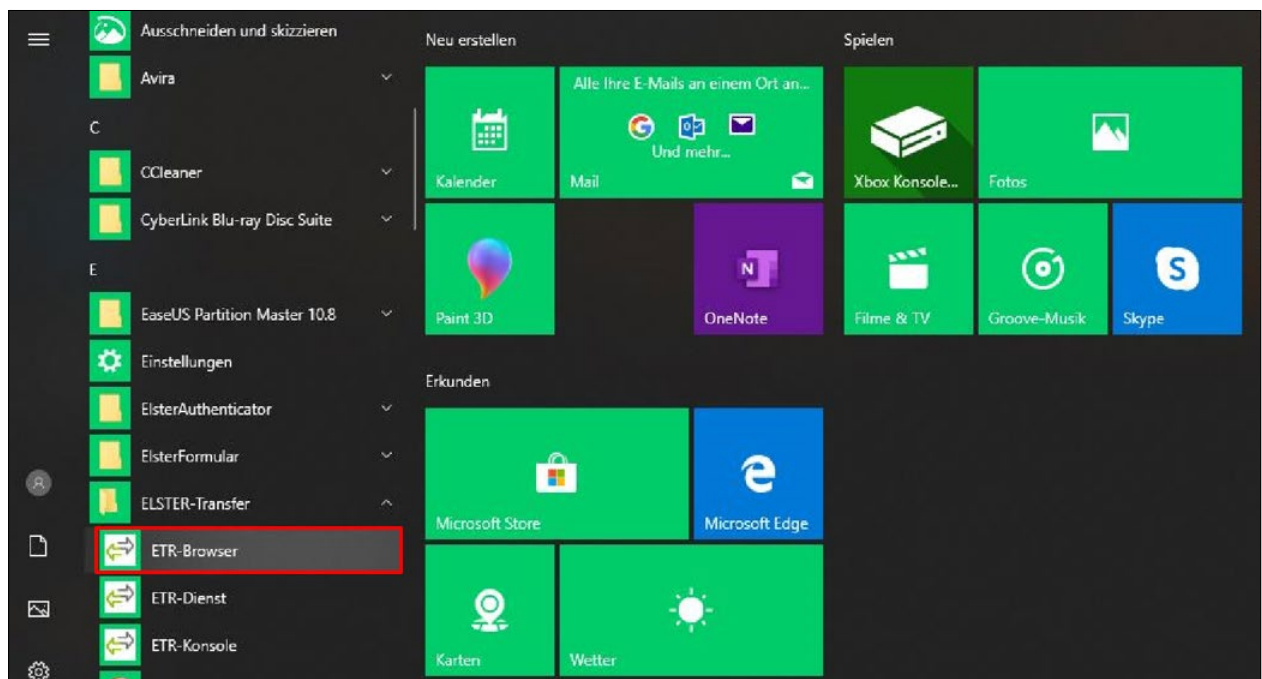 Ausschneiden und skizzieren
Avira
C
CCleaner
CyberLink Blu-ray Disc Suite
E
EaseUS Partition Master 10.8
Einstellungen
ElsterAuthenticator
ElsterFormular
ELSTER-Transfer
ETR-Browser
ETR-Dienst
ETR-Konsole
Neu erstellen
Kalender
Alle Ihre E-Mails an einem Ort an...
Und mehr...
Mail
Paint 3D
N
OneNote
Erkunden
Microsoft Store
Microsoft Edge
Karten
Wetter
Spielen
Xbox Konsole...
Fotos
Filme & TV
Groove-Musik
S
Skype